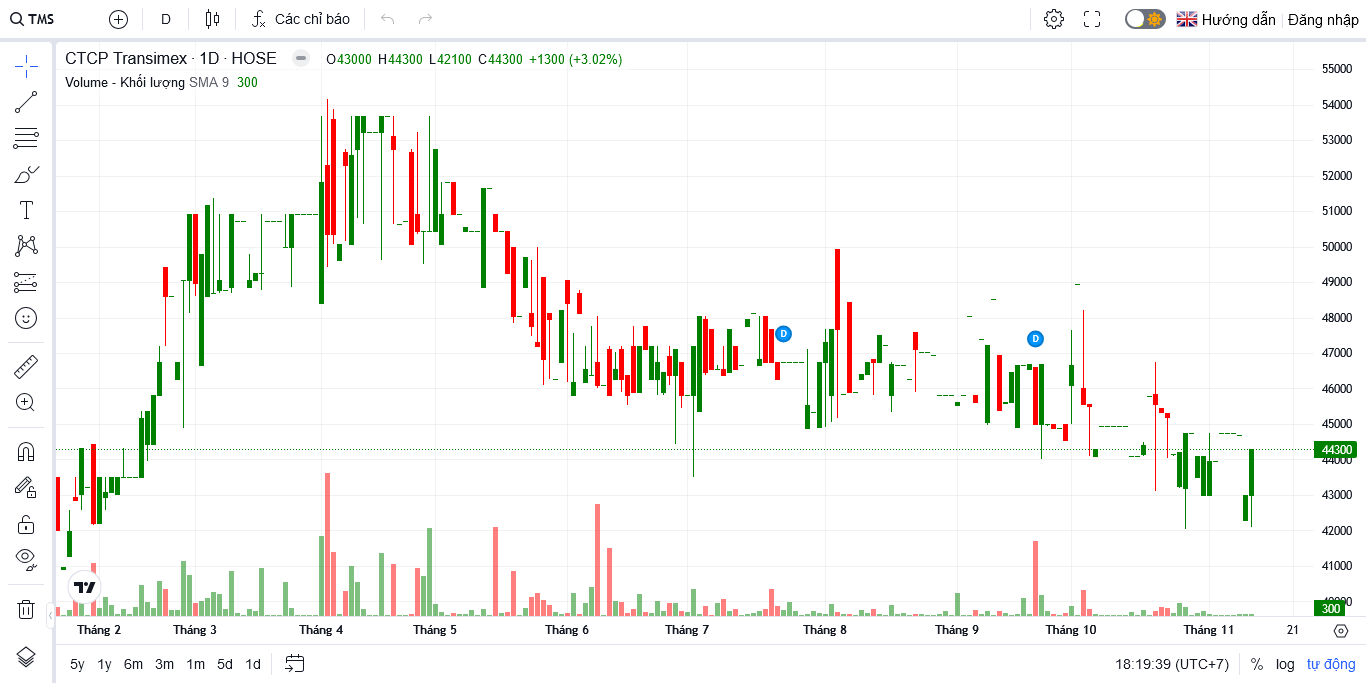 TMS D Các chỉ báo Hướng dẫn Đăng nhập
CTCP Transimex · 1D · HOSE O43000 H44300 L42100 C44300 +1300 (+3.02%)
Volume - Khối lượng SMA 9 300
55000
54000
53000
52000
51000
50000
49000
48000
47000
46000
45000
44300
44000
43000
42000
41000
40000
300
D
D
Tháng 2 Tháng 3 Tháng 4 Tháng 5 Tháng 6 Tháng 7 Tháng 8 Tháng 9 Tháng 10 Tháng 11 21
5y 1y 6m 3m 1m 5d 1d 18:19:39 (UTC+7) % log tự động